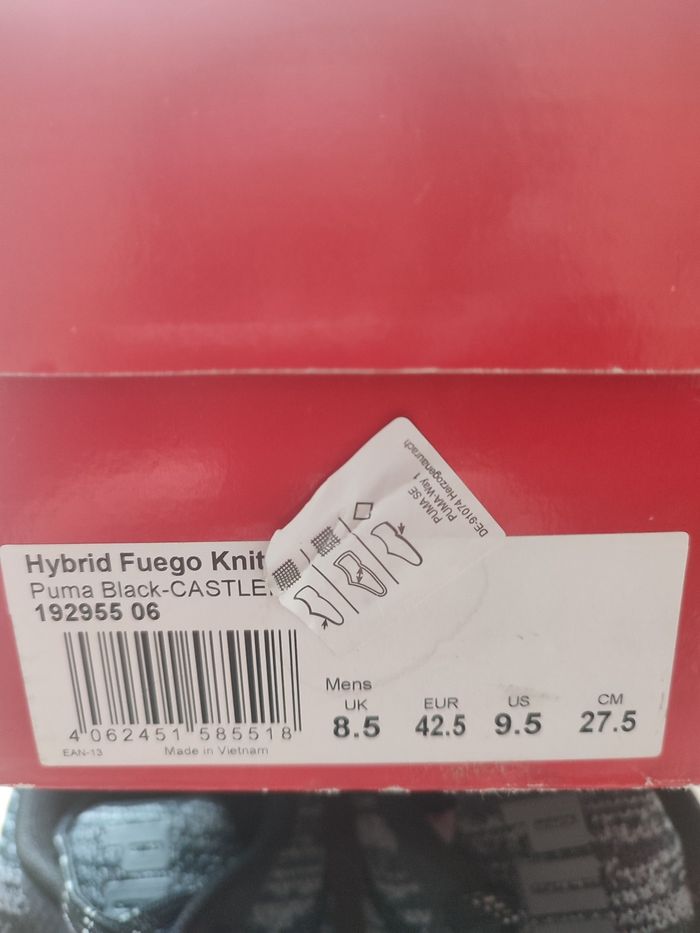 Hybrid Fuego Knit
Puma Black-CASTLE
192955 06
4 062451 585518
EAN-13
Made in Vietnam
Mens
UK
8.5
EUR
42.5
US
9.5
CM
27.5
PUMA SE
PUMA Way 1
DE-91074 Herzogenaurach